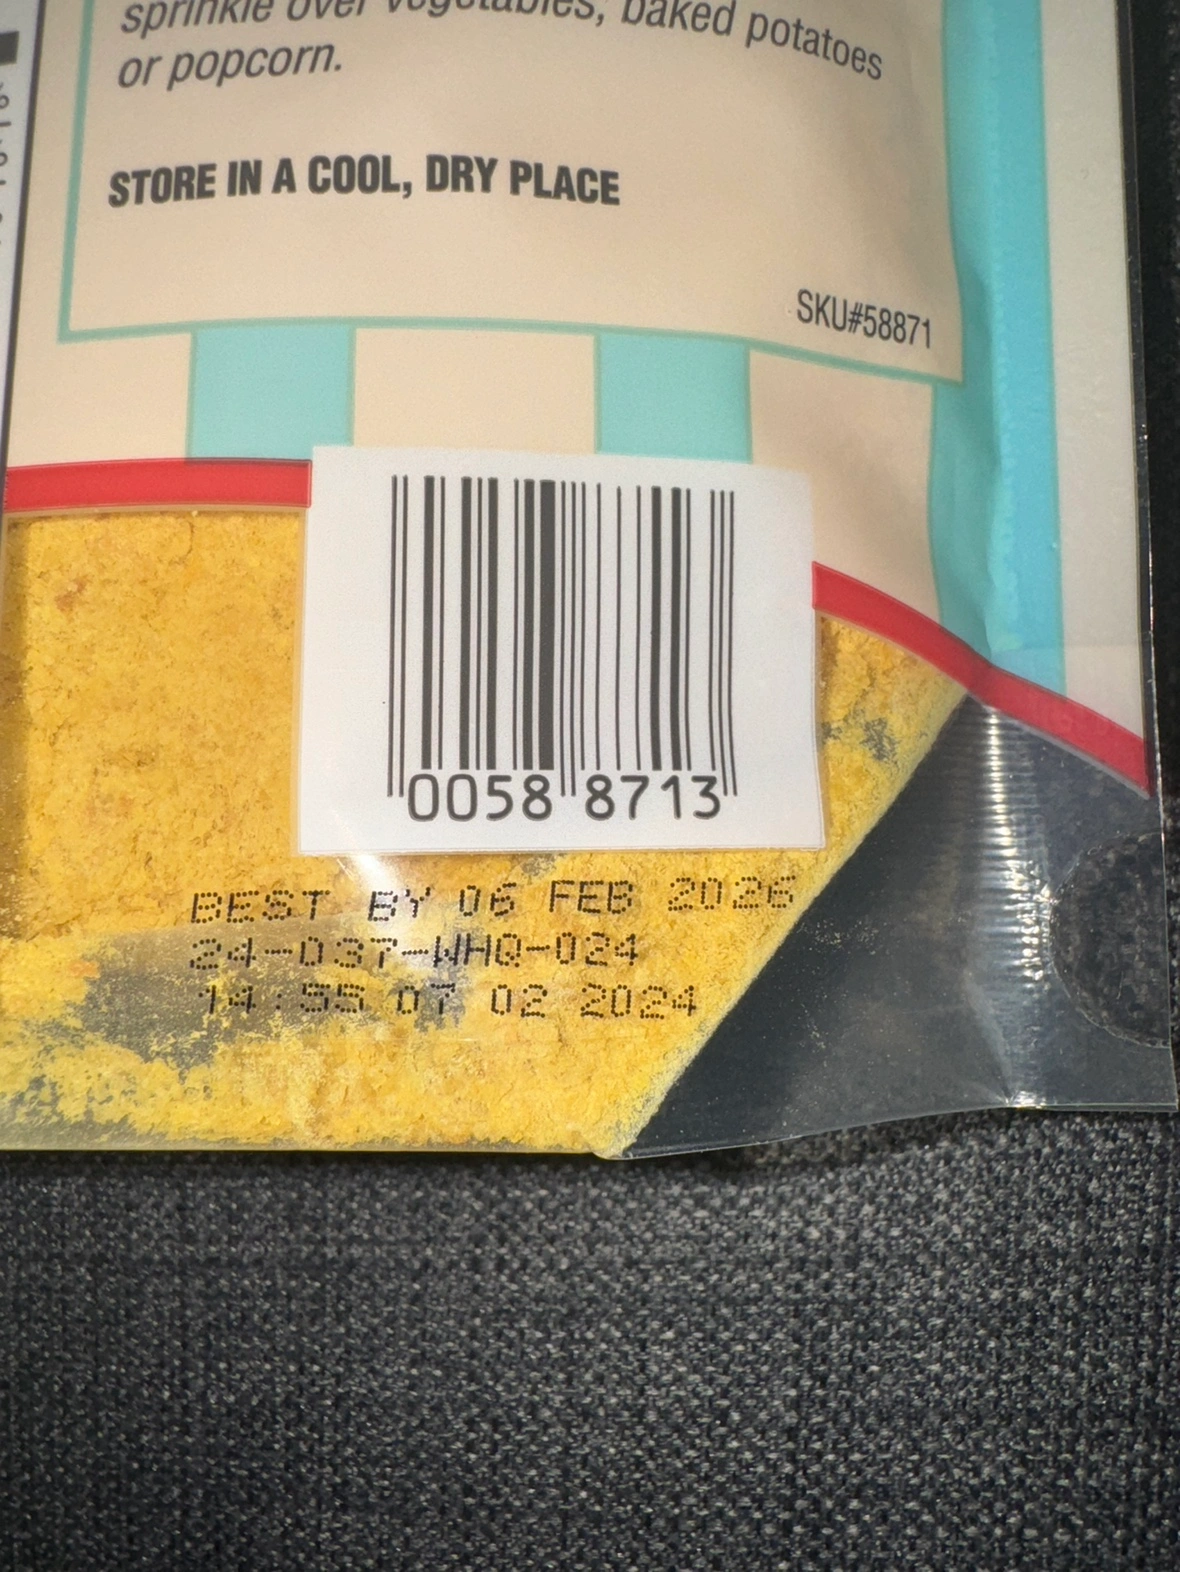 sprinkle over vegetables, baked potatoes
or popcorn.
STORE IN A COOL, DRY PLACE
SKU#58871
0058 8713
BEST BY 06 FEB 2026
24-037-WHQ-024
14:55 07 02 2024